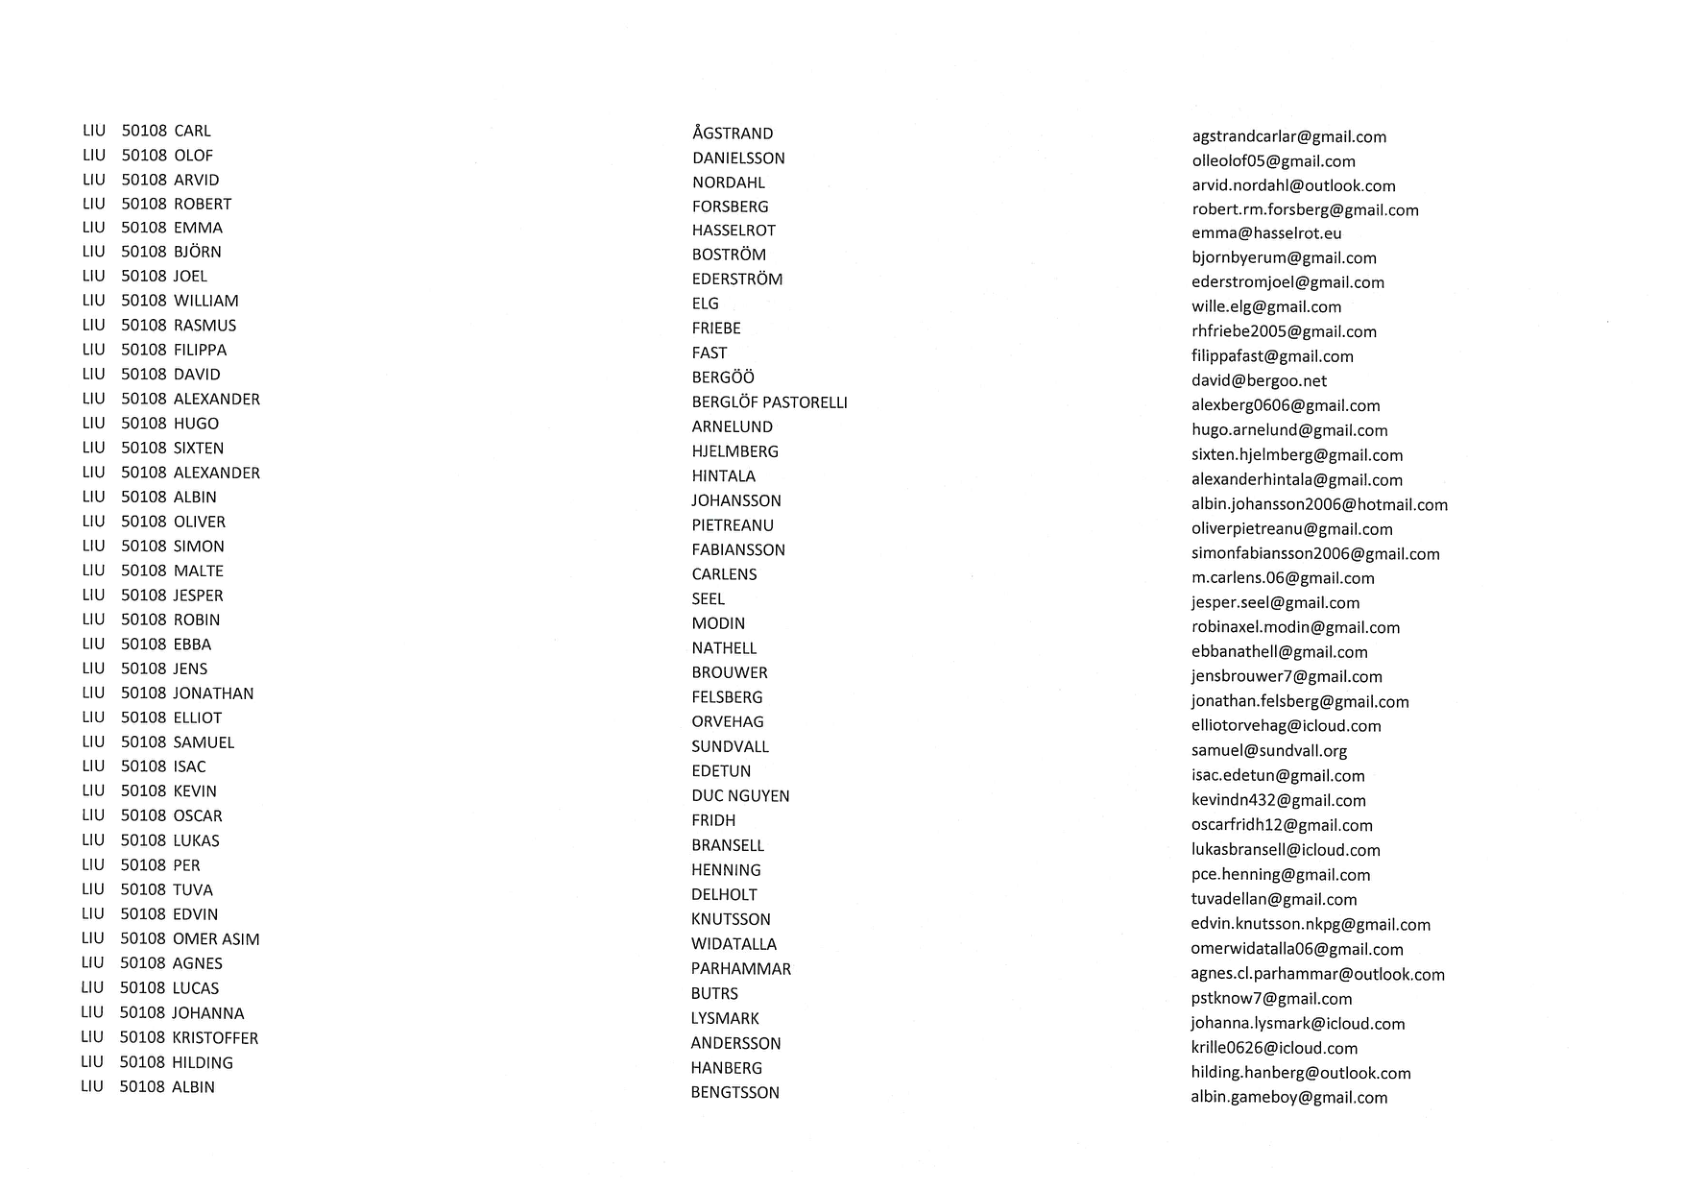 LIU 50108 CARL ÅGSTRAND agstrandcarlar@gmail.com
LIU 50108 OLOF DANIELSSON olleolof05@gmail.com
LIU 50108 ARVID NORDAHL arvid.nordahl@outlook.com
LIU 50108 ROBERT FORSBERG robert.rm.forsberg@gmail.com
LIU 50108 EMMA HASSELROT emma@hasselrot.eu
LIU 50108 BJÖRN BOSTRÖM bjornbyerum@gmail.com
LIU 50108 JOEL EDERSTRÖM ederstromjoel@gmail.com
LIU 50108 WILLIAM ELG wille.elg@gmail.com
LIU 50108 RASMUS FRIEBE rhfriebe2005@gmail.com
LIU 50108 FILIPPA FAST filippafast@gmail.com
LIU 50108 DAVID BERGÖÖ david@bergoo.net
LIU 50108 ALEXANDER BERGLÖF PASTORELLI alexberg0606@gmail.com
LIU 50108 HUGO ARNELUND hugo.arnelund@gmail.com
LIU 50108 SIXTEN HJELMBERG sixten.hjelmberg@gmail.com
LIU 50108 ALEXANDER HINTALA alexanderhintala@gmail.com
LIU 50108 ALBIN JOHANSSON albin.johansson2006@hotmail.com
LIU 50108 OLIVER PIETREANU oliverpietreanu@gmail.com
LIU 50108 SIMON FABIANSSON simonfabiansson2006@gmail.com
LIU 50108 MALTE CARLENS m.carlens.06@gmail.com
LIU 50108 JESPER SEEL jesper.seel@gmail.com
LIU 50108 ROBIN MODIN robinaxel.modin@gmail.com
LIU 50108 EBBA NATHELL ebbanathell@gmail.com
LIU 50108 JENS BROUWER jensbrouwer7@gmail.com
LIU 50108 JONATHAN FELSBERG jonathan.felsberg@gmail.com
LIU 50108 ELLIOT ORVEHAG elliotorvehag@icloud.com
LIU 50108 SAMUEL SUNDVALL samuel@sundvall.org
LIU 50108 ISAC EDETUN isac.edetun@gmail.com
LIU 50108 KEVIN DUC NGUYEN kevindn432@gmail.com
LIU 50108 OSCAR FRIDH oscarfridh12@gmail.com
LIU 50108 LUKAS BRANSELL lukasbransell@icloud.com
LIU 50108 PER HENNING pce.henning@gmail.com
LIU 50108 TUVA DELHOLT tuvadellan@gmail.com
LIU 50108 EDVIN KNUTSSON edvin.knutsson.nkpg@gmail.com
LIU 50108 OMER ASIM WIDATALLA omerwidatalla06@gmail.com
LIU 50108 AGNES PARHAMMAR agnes.cl.parhammar@outlook.com
LIU 50108 LUCAS BUTRS pstknow7@gmail.com
LIU 50108 JOHANNA LYSMARK johanna.lysmark@icloud.com
LIU 50108 KRISTOFFER ANDERSSON krille0626@icloud.com
LIU 50108 HILDING HANBERG hilding.hanberg@outlook.com
LIU 50108 ALBIN BENGTSSON albin.gameboy@gmail.com